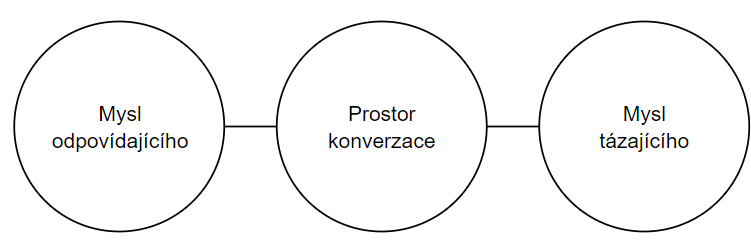 Mysl
odpovídajícího
Prostor
konverzace
Mysl
tázajícího